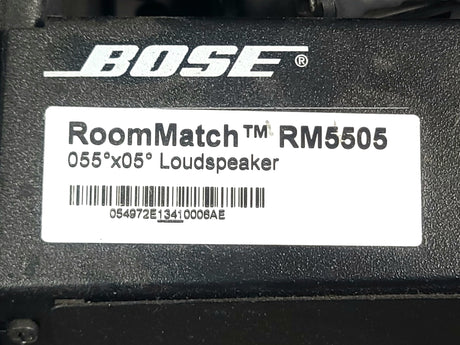 BOSE®
RoomMatch™ RM5505
055°x05° Loudspeaker
054972E13410006AE